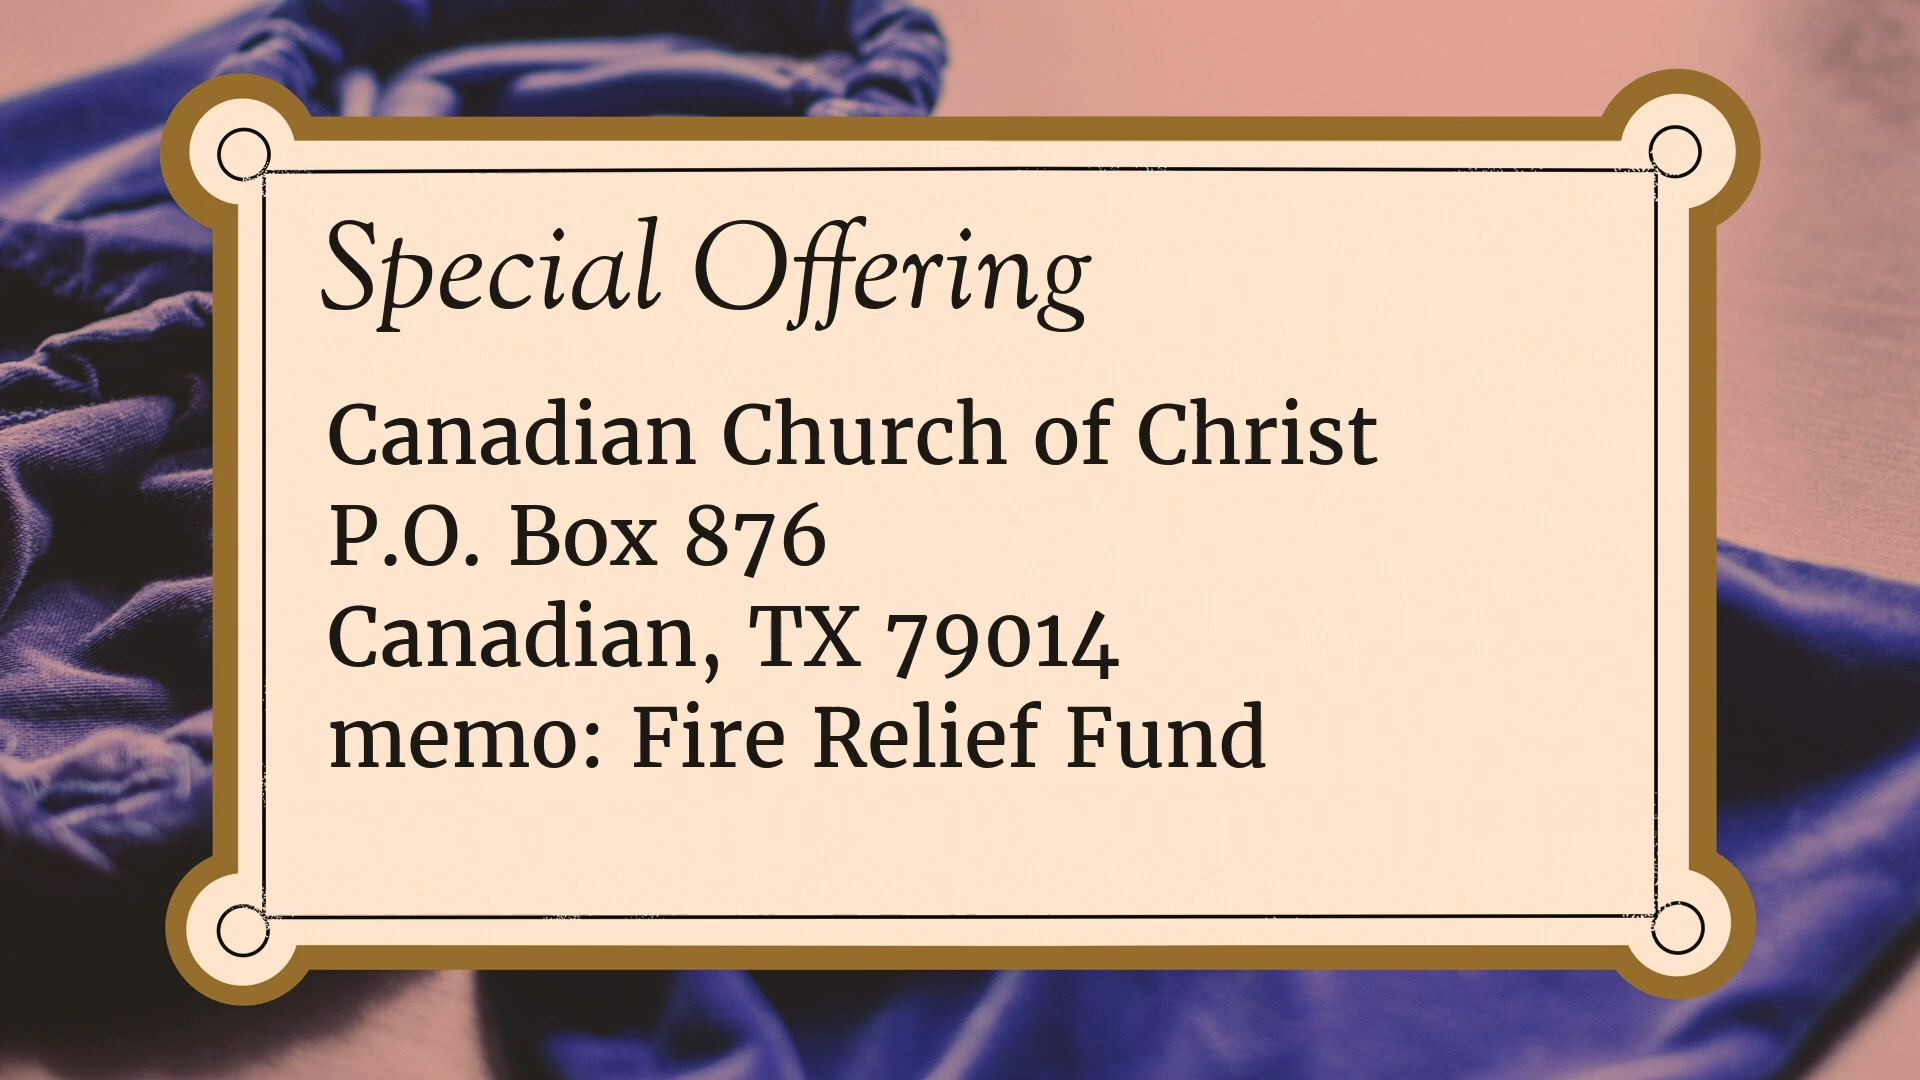 Special Offering
Canadian Church of Christ
P.O. Box 876
Canadian, TX 79014
memo: Fire Relief Fund